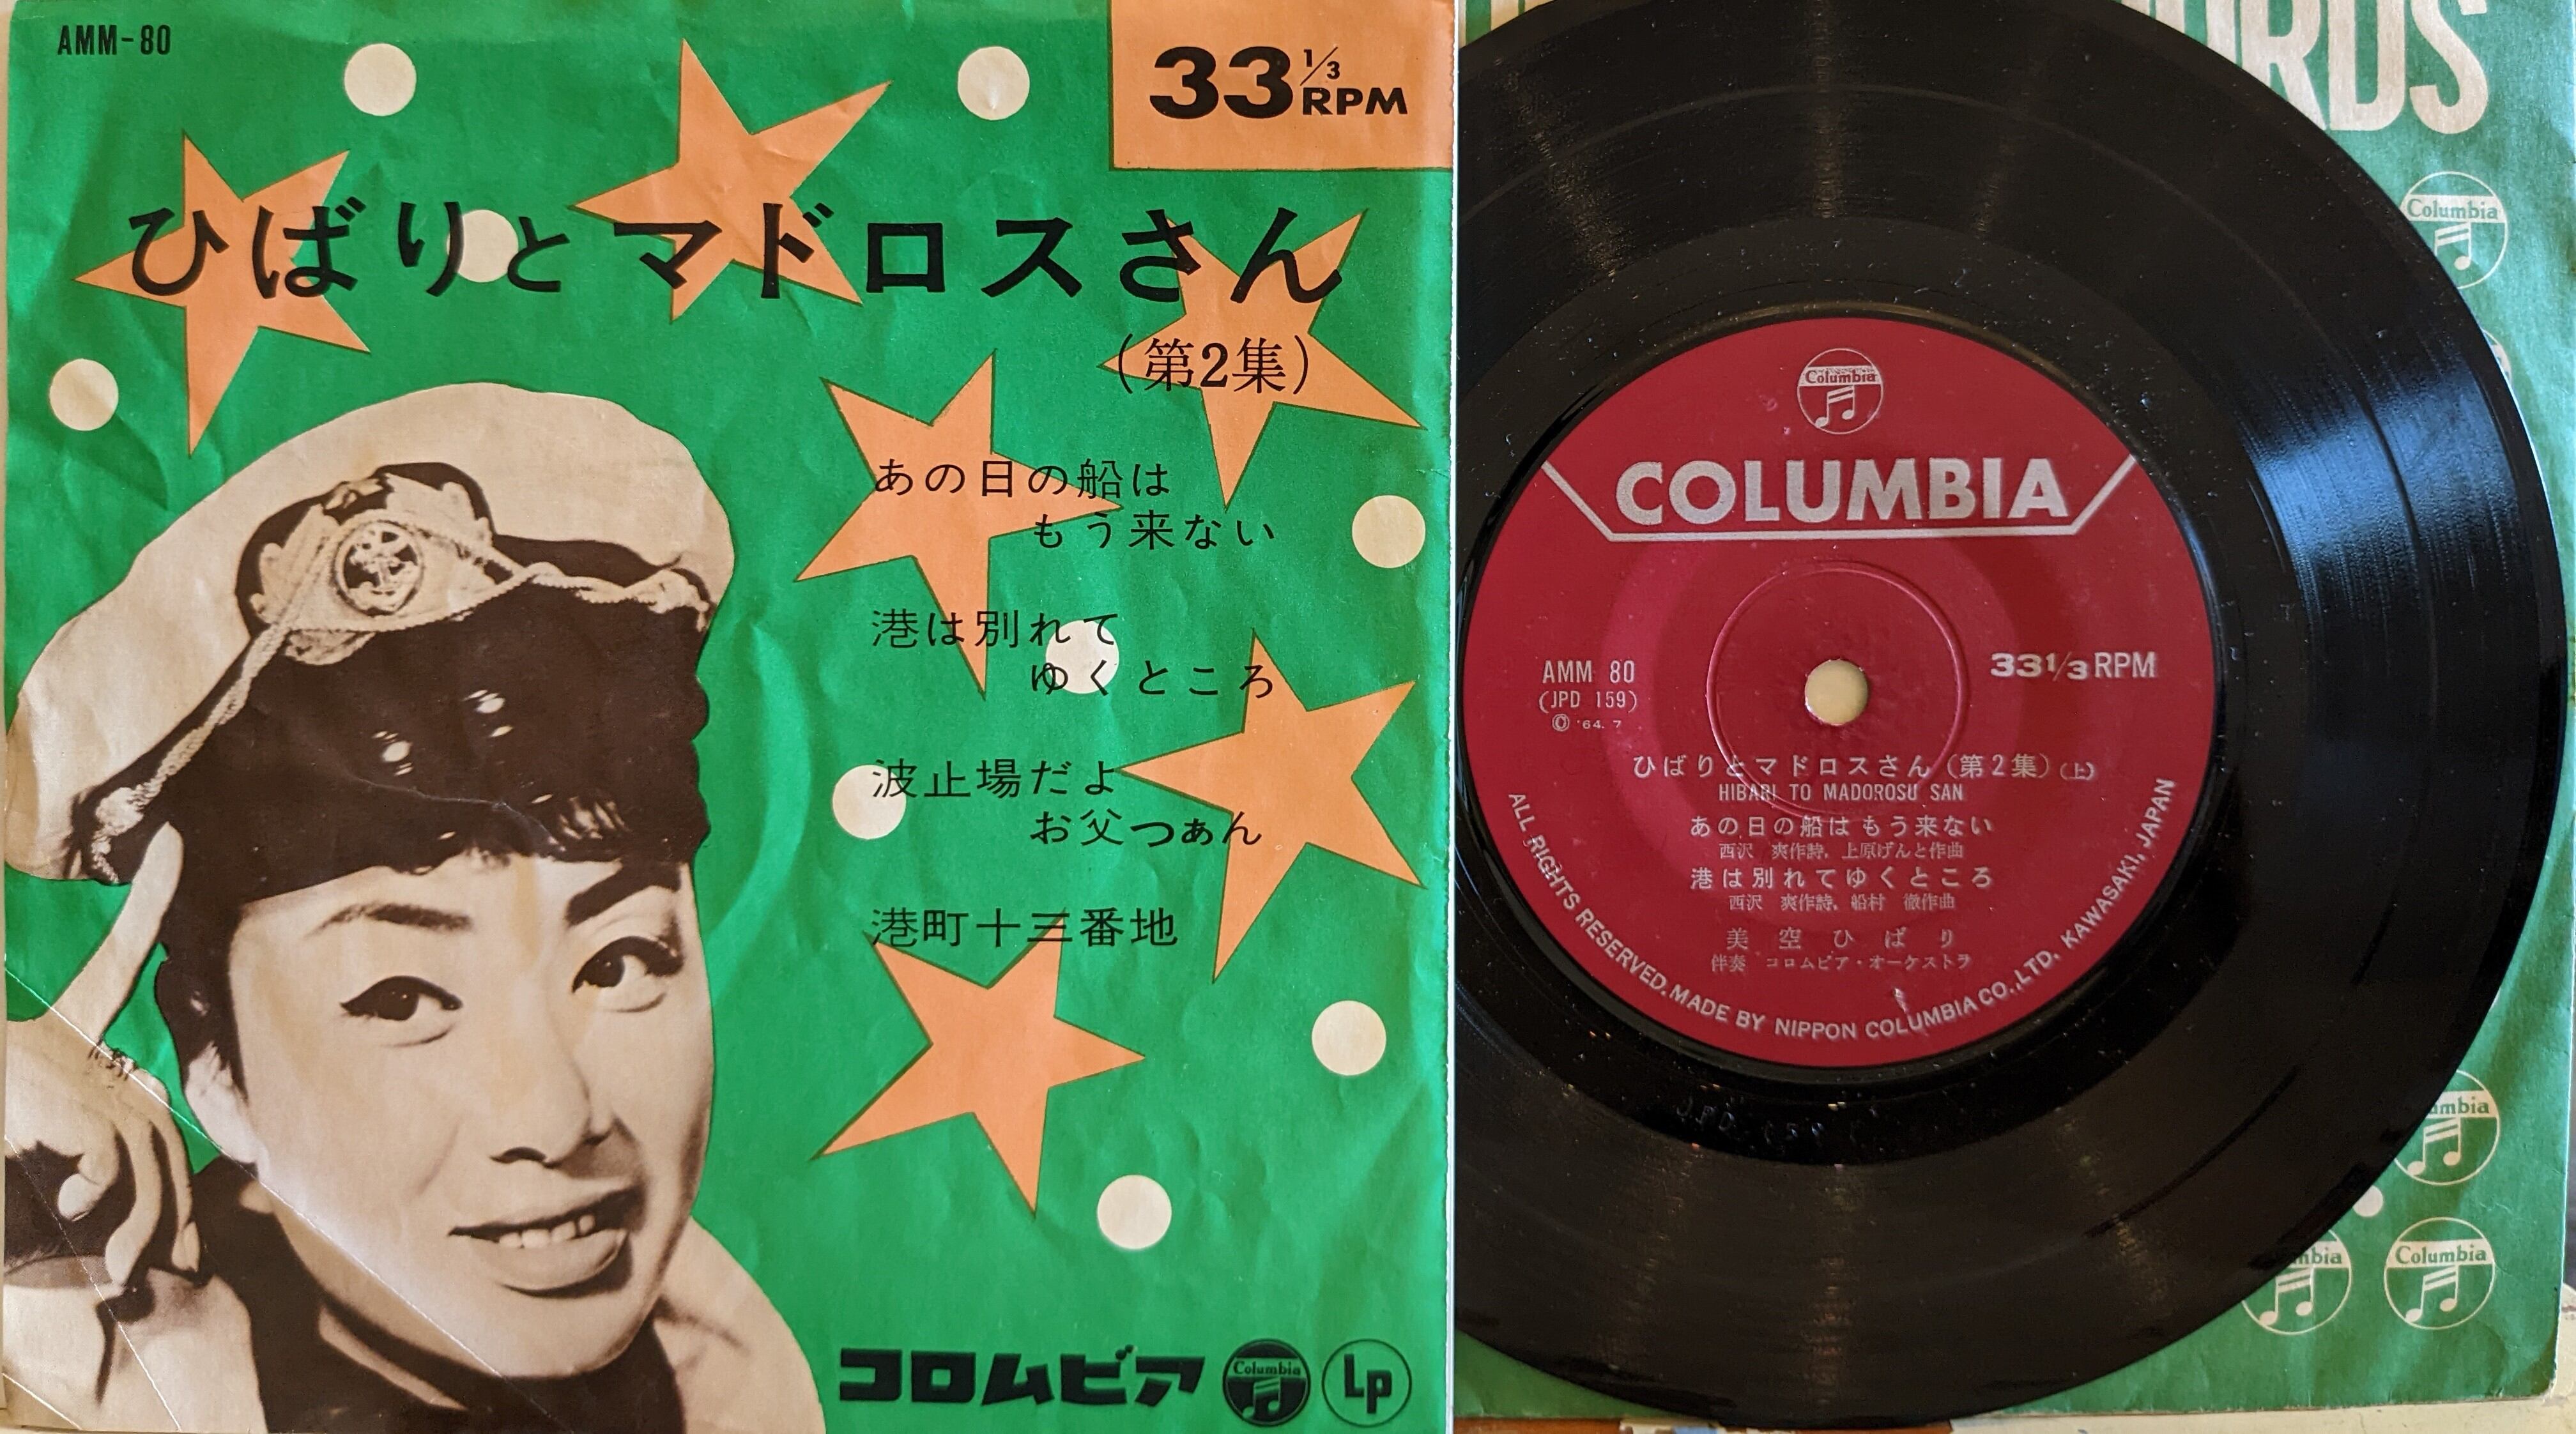 AMM-80
33 1/3 RPM
ひばりとマドロスさん
(第2集)
あの日の船は
もう来ない
港は別れて
ゆくところ
波止場だよ
お父つぁん
港町十三番地
コロムビア Columbia Lp
Columbia
COLUMBIA
AMM 80
(JPD 159)
© '64. 7
33 1/3 RPM
ひばりとマドロスさん (第2集) (上)
HIBARI TO MADOROSU SAN
あの日の船はもう来ない
西沢 爽作詩, 上原げんと作曲
港は別れてゆくところ
西沢 爽作詩, 船村 徹作曲
美空ひばり
伴奏 コロムビア・オーケストラ
ALL RIGHTS RESERVED. MADE BY NIPPON COLUMBIA CO., LTD. KAWASAKI, JAPAN
Columbia
Columbia